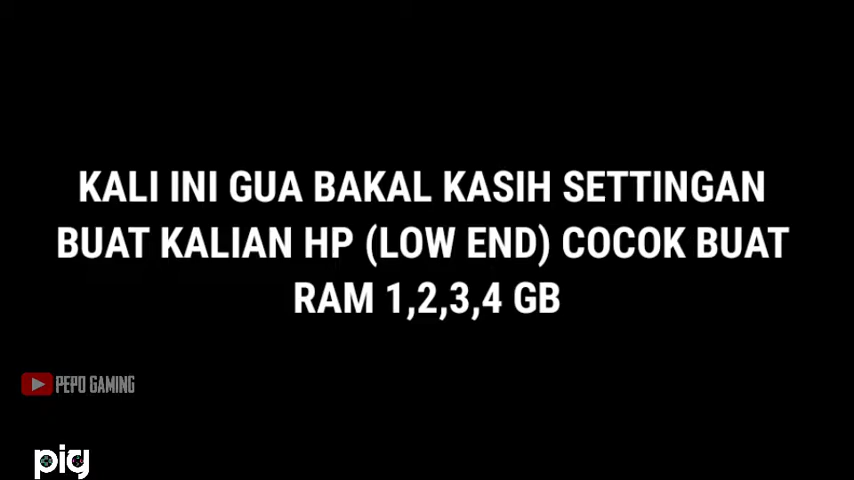 KALI INI GUA BAKAL KASIH SETTINGAN
BUAT KALIAN HP (LOW END) COCOK BUAT
RAM 1,2,3,4 GB
PEPO GAMING
pig